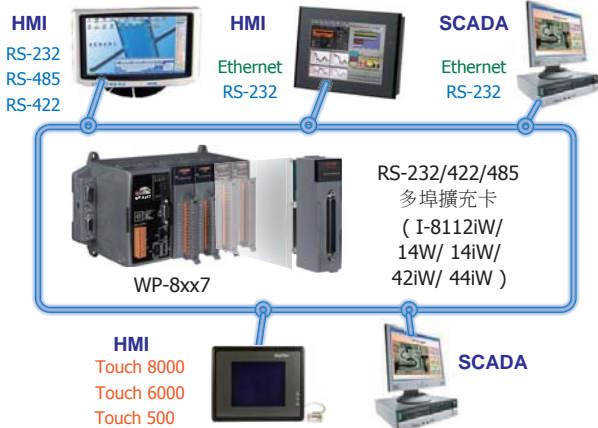 HMI
RS-232
RS-485
RS-422
HMI
Ethernet
RS-232
SCADA
Ethernet
RS-232
WP-8xx7
RS-232/422/485
多埠擴充卡
( I-8112iW/
14W/ 14iW/
42iW/ 44iW )
HMI
Touch 8000
Touch 6000
Touch 500
SCADA